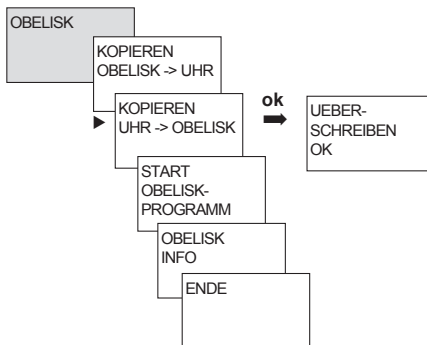 OBELISK
KOPIEREN
OBELISK -> UHR
KOPIEREN
UHR -> OBELISK
ok
UEBER-
SCHREIBEN
OK
START
OBELISK-
PROGRAMM
OBELISK
INFO
ENDE